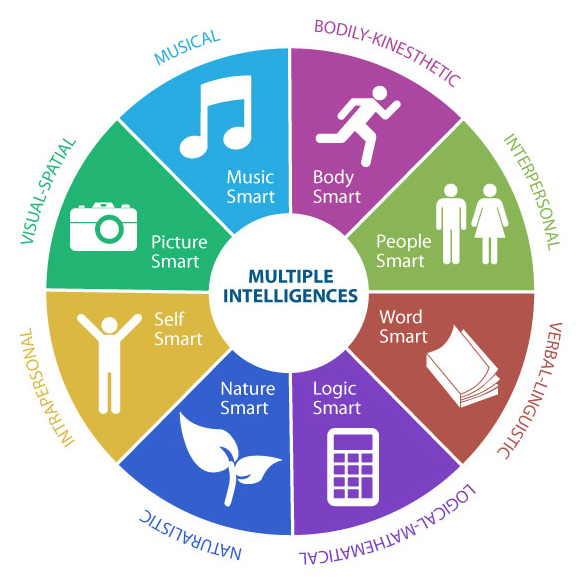 MUSICAL
BODILY-KINESTHETIC
INTERPERSONAL
VERBAL-LINGUISTIC
LOGICAL-MATHEMATICAL
NATURALISTIC
INTRAPERSONAL
VISUAL-SPATIAL
Music
Smart
Body
Smart
People
Smart
Word
Smart
Logic
Smart
Nature
Smart
Self
Smart
Picture
Smart
MULTIPLE
INTELLIGENCES